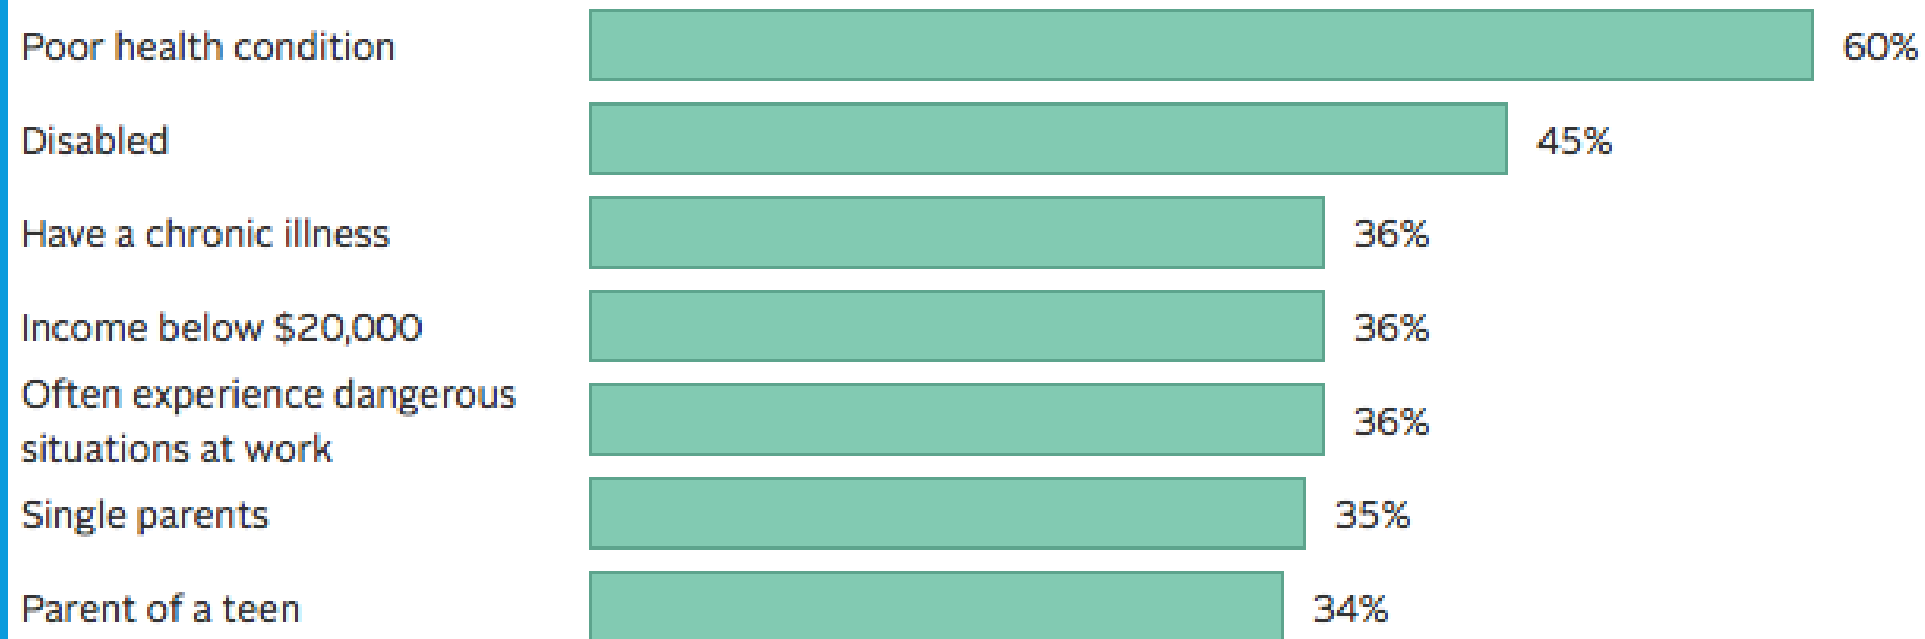 Poor health condition 60%
Disabled 45%
Have a chronic illness 36%
Income below $20,000 36%
Often experience dangerous
situations at work 36%
Single parents 35%
Parent of a teen 34%